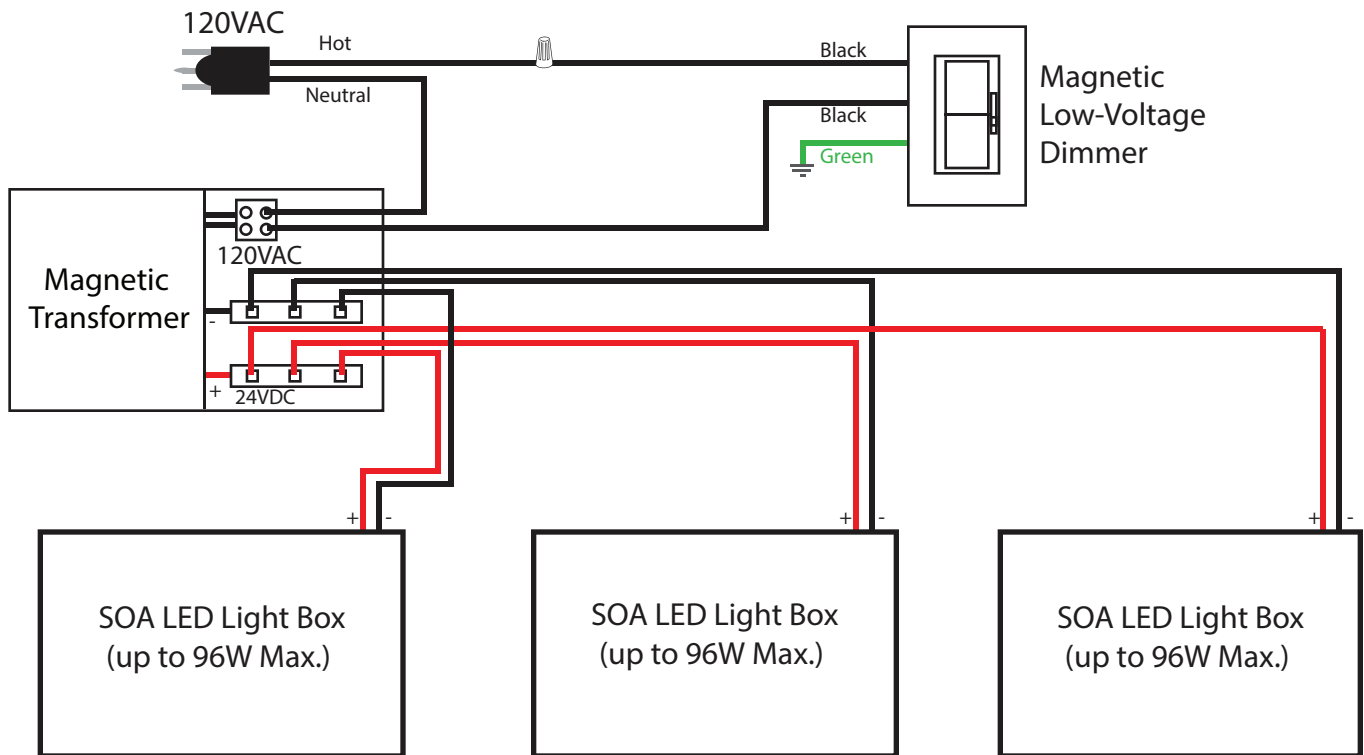 120VAC
Hot
Neutral
Black
Black
Green
Magnetic
Low-Voltage
Dimmer
120VAC
Magnetic
Transformer
-
+
24VDC
+ -
+ -
+ -
SOA LED Light Box
(up to 96W Max.)
SOA LED Light Box
(up to 96W Max.)
SOA LED Light Box
(up to 96W Max.)